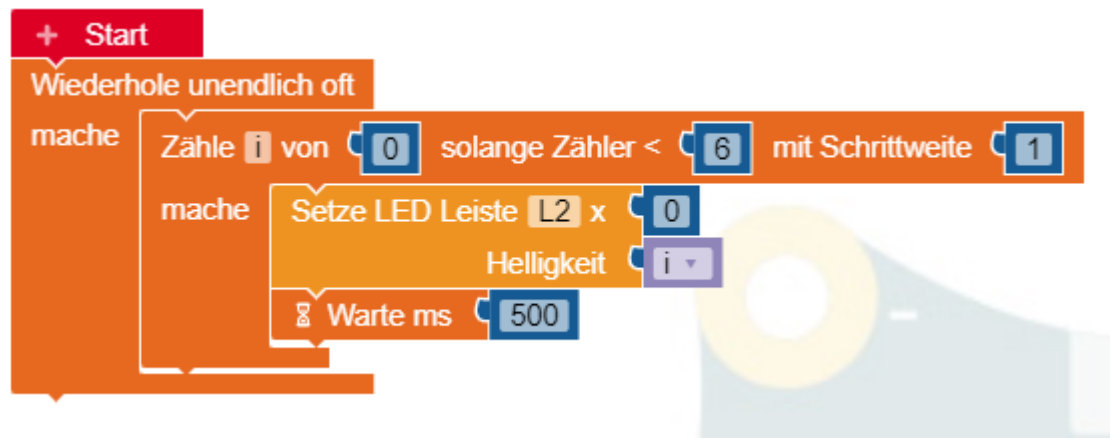 + Start
Wiederhole unendlich oft
mache
Zähle i von 0 solange Zähler < 6 mit Schrittweite 1
mache
Setze LED Leiste L2 x 0
Helligkeit i
Warte ms 500